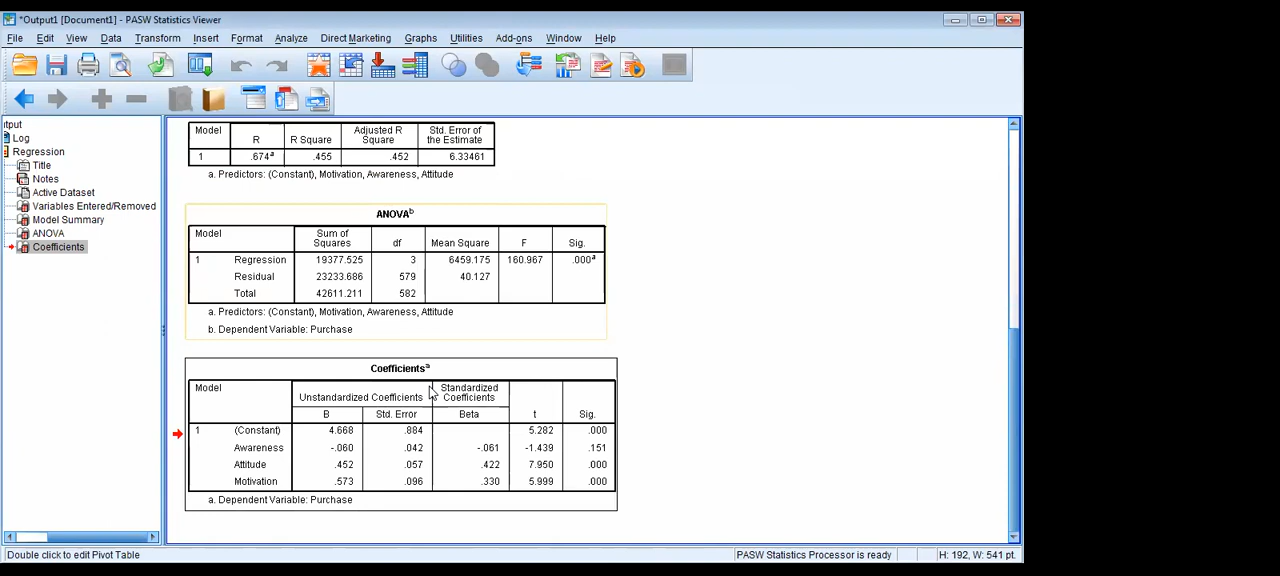 *Output1 [Document1] - PASW Statistics Viewer
File Edit View Data Transform Insert Format Analyze Direct Marketing Graphs Utilities Add-ons Window Help
tput
Log
Regression
Title
Notes
Active Dataset
Variables Entered/Removed
Model Summary
ANOVA
Coefficients
Model R R Square Adjusted R Square Std. Error of the Estimate
1 .674a .455 .452 6.33461
a. Predictors: (Constant), Motivation, Awareness, Attitude
ANOVAb
Model Sum of Squares df Mean Square F Sig.
1 Regression 19377.525 3 6459.175 160.967 .000a
Residual 23233.686 579 40.127
Total 42611.211 582
a. Predictors: (Constant), Motivation, Awareness, Attitude
b. Dependent Variable: Purchase
Coefficientsa
Model Unstandardized Coefficients Standardized Coefficients t Sig.
B Std. Error Beta
1 (Constant) 4.668 .884 5.282 .000
Awareness -.060 .042 -.061 -1.439 .151
Attitude .452 .057 .422 7.950 .000
Motivation .573 .096 .330 5.999 .000
a. Dependent Variable: Purchase
Double click to edit Pivot Table
PASW Statistics Processor is ready
H: 192, W: 541 pt.